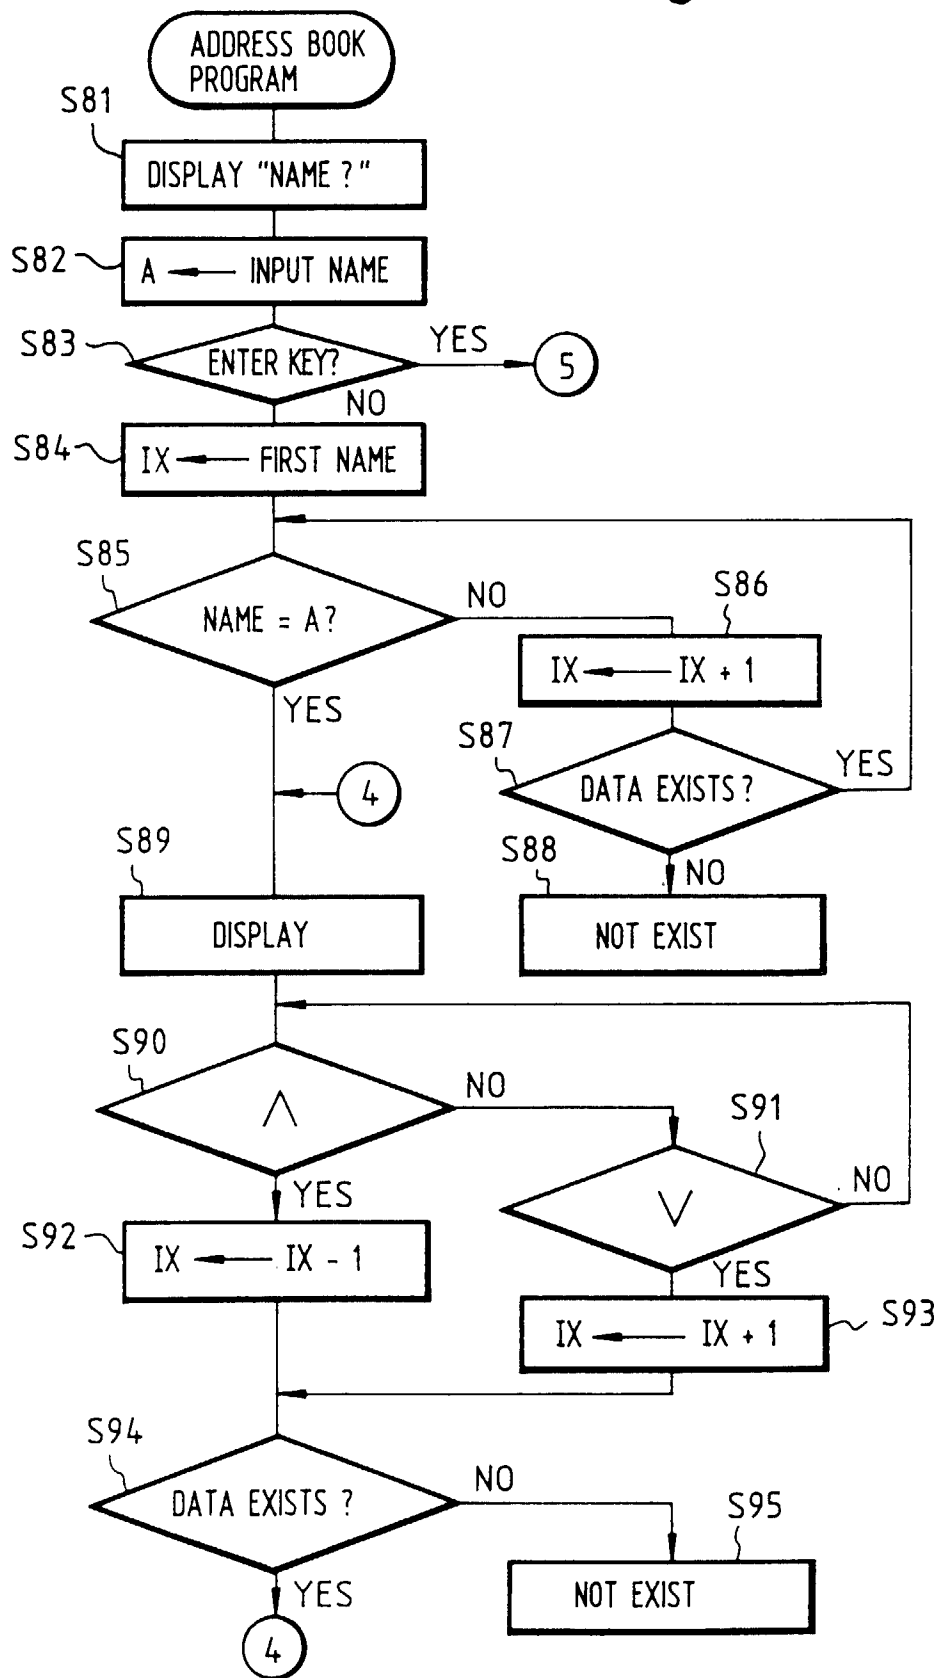 ADDRESS BOOK
PROGRAM
S81
DISPLAY "NAME ?"
S82
A ← INPUT NAME
S83
ENTER KEY?
YES
5
NO
S84
IX ← FIRST NAME
S85
NAME = A?
NO
S86
IX ← IX + 1
YES
S87
DATA EXISTS ?
YES
4
S89
S88
NO
DISPLAY
NOT EXIST
S90
∧
NO
S91
∨
NO
YES
S92
IX ← IX - 1
YES
IX ← IX + 1
S93
S94
DATA EXISTS ?
NO
S95
NOT EXIST
YES
4